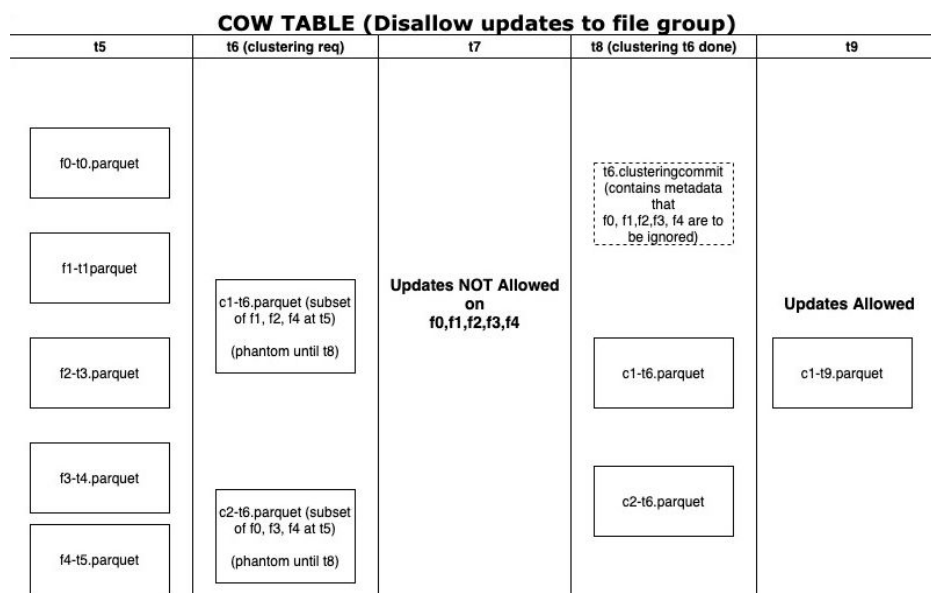 COW TABLE (Disallow updates to file group)
t5
t6 (clustering req)
t7
t8 (clustering t6 done)
t9
f0-t0.parquet
f1-t1parquet
f2-t3.parquet
f3-t4.parquet
f4-t5.parquet
c1-t6.parquet (subset
of f1, f2, f4 at t5)
(phantom until t8)
c2-t6.parquet (subset
of f0, f3, f4 at t5)
(phantom until t8)
Updates NOT Allowed
on
f0,f1,f2,f3,f4
t6.clusteringcommit
(contains metadata
that
f0, f1,f2,f3, f4 are to
be ignored)
c1-t6.parquet
c2-t6.parquet
Updates Allowed
c1-t9.parquet